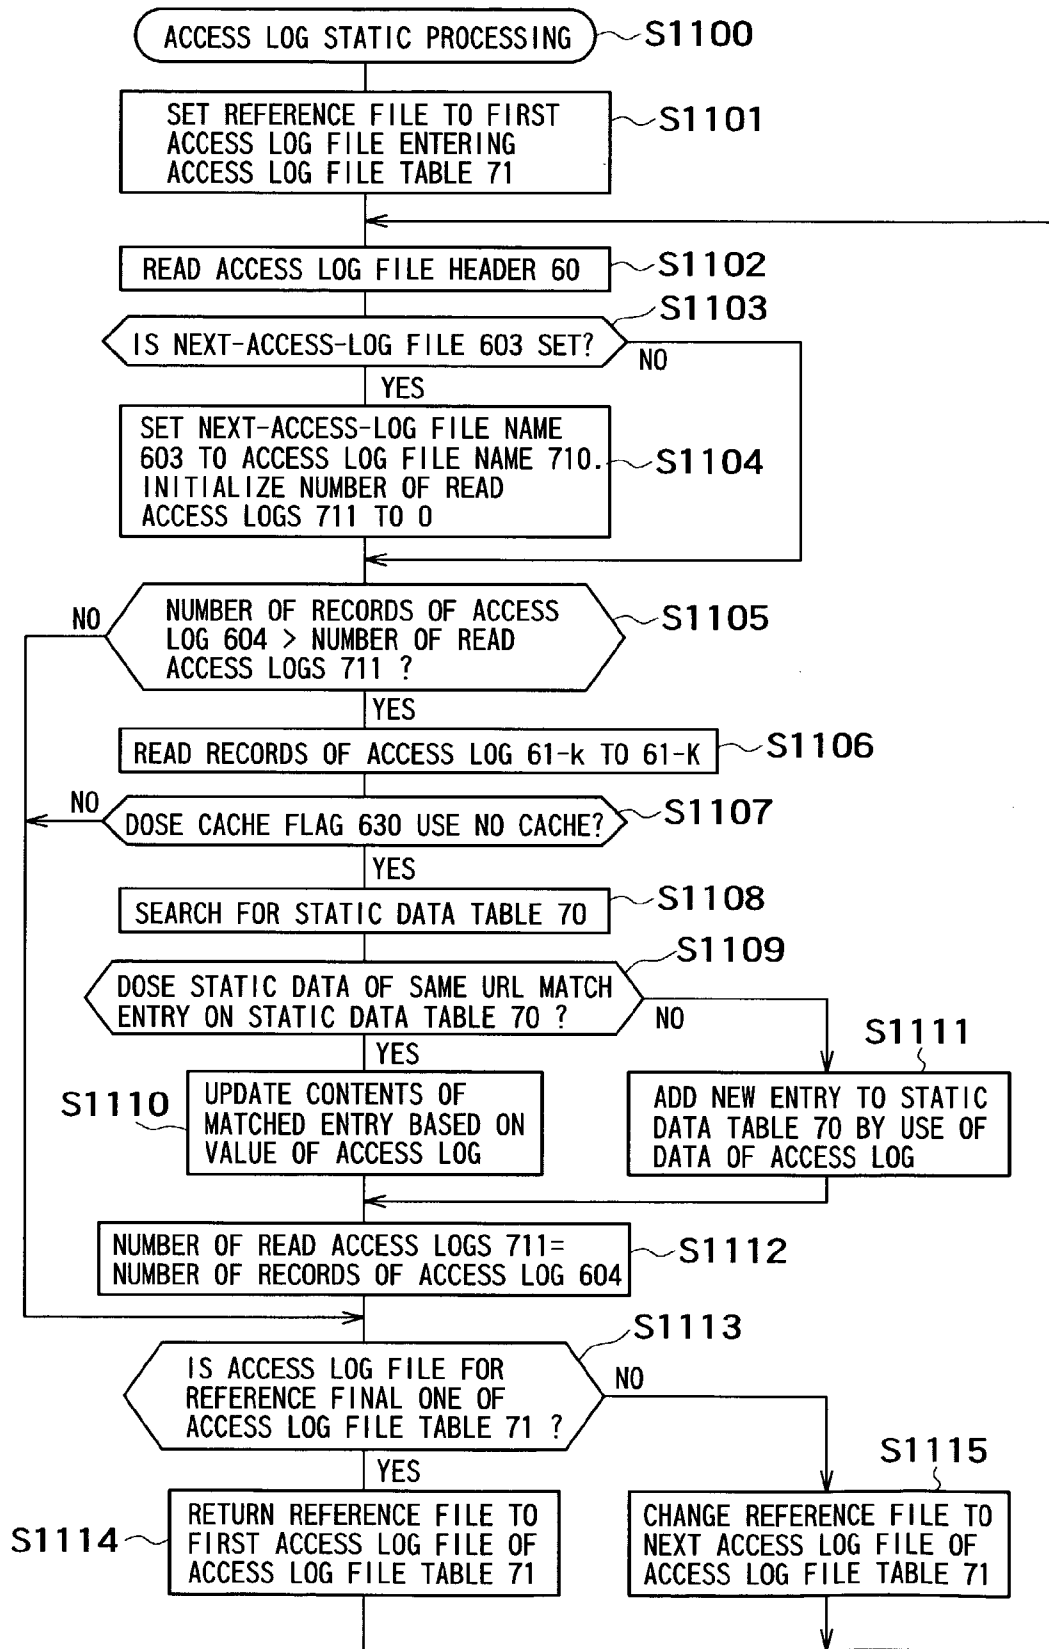 ACCESS LOG STATIC PROCESSING
S1100
SET REFERENCE FILE TO FIRST
ACCESS LOG FILE ENTERING
ACCESS LOG FILE TABLE 71
S1101
READ ACCESS LOG FILE HEADER 60
S1102
S1103
IS NEXT-ACCESS-LOG FILE 603 SET?
NO
YES
SET NEXT-ACCESS-LOG FILE NAME
603 TO ACCESS LOG FILE NAME 710.
INITIALIZE NUMBER OF READ
ACCESS LOGS 711 TO 0
S1104
NO
NUMBER OF RECORDS OF ACCESS
LOG 604 > NUMBER OF READ
ACCESS LOGS 711 ?
S1105
YES
READ RECORDS OF ACCESS LOG 61-k TO 61-K
S1106
NO
DOSE CACHE FLAG 630 USE NO CACHE?
S1107
YES
SEARCH FOR STATIC DATA TABLE 70
S1108
S1109
DOSE STATIC DATA OF SAME URL MATCH
ENTRY ON STATIC DATA TABLE 70 ?
NO
YES
S1110
UPDATE CONTENTS OF
MATCHED ENTRY BASED ON
VALUE OF ACCESS LOG
S1111
ADD NEW ENTRY TO STATIC
DATA TABLE 70 BY USE OF
DATA OF ACCESS LOG
NUMBER OF READ ACCESS LOGS 711=
NUMBER OF RECORDS OF ACCESS LOG 604
S1112
S1113
IS ACCESS LOG FILE FOR
REFERENCE FINAL ONE OF
ACCESS LOG FILE TABLE 71 ?
NO
YES
S1114
RETURN REFERENCE FILE TO
FIRST ACCESS LOG FILE OF
ACCESS LOG FILE TABLE 71
S1115
CHANGE REFERENCE FILE TO
NEXT ACCESS LOG FILE OF
ACCESS LOG FILE TABLE 71